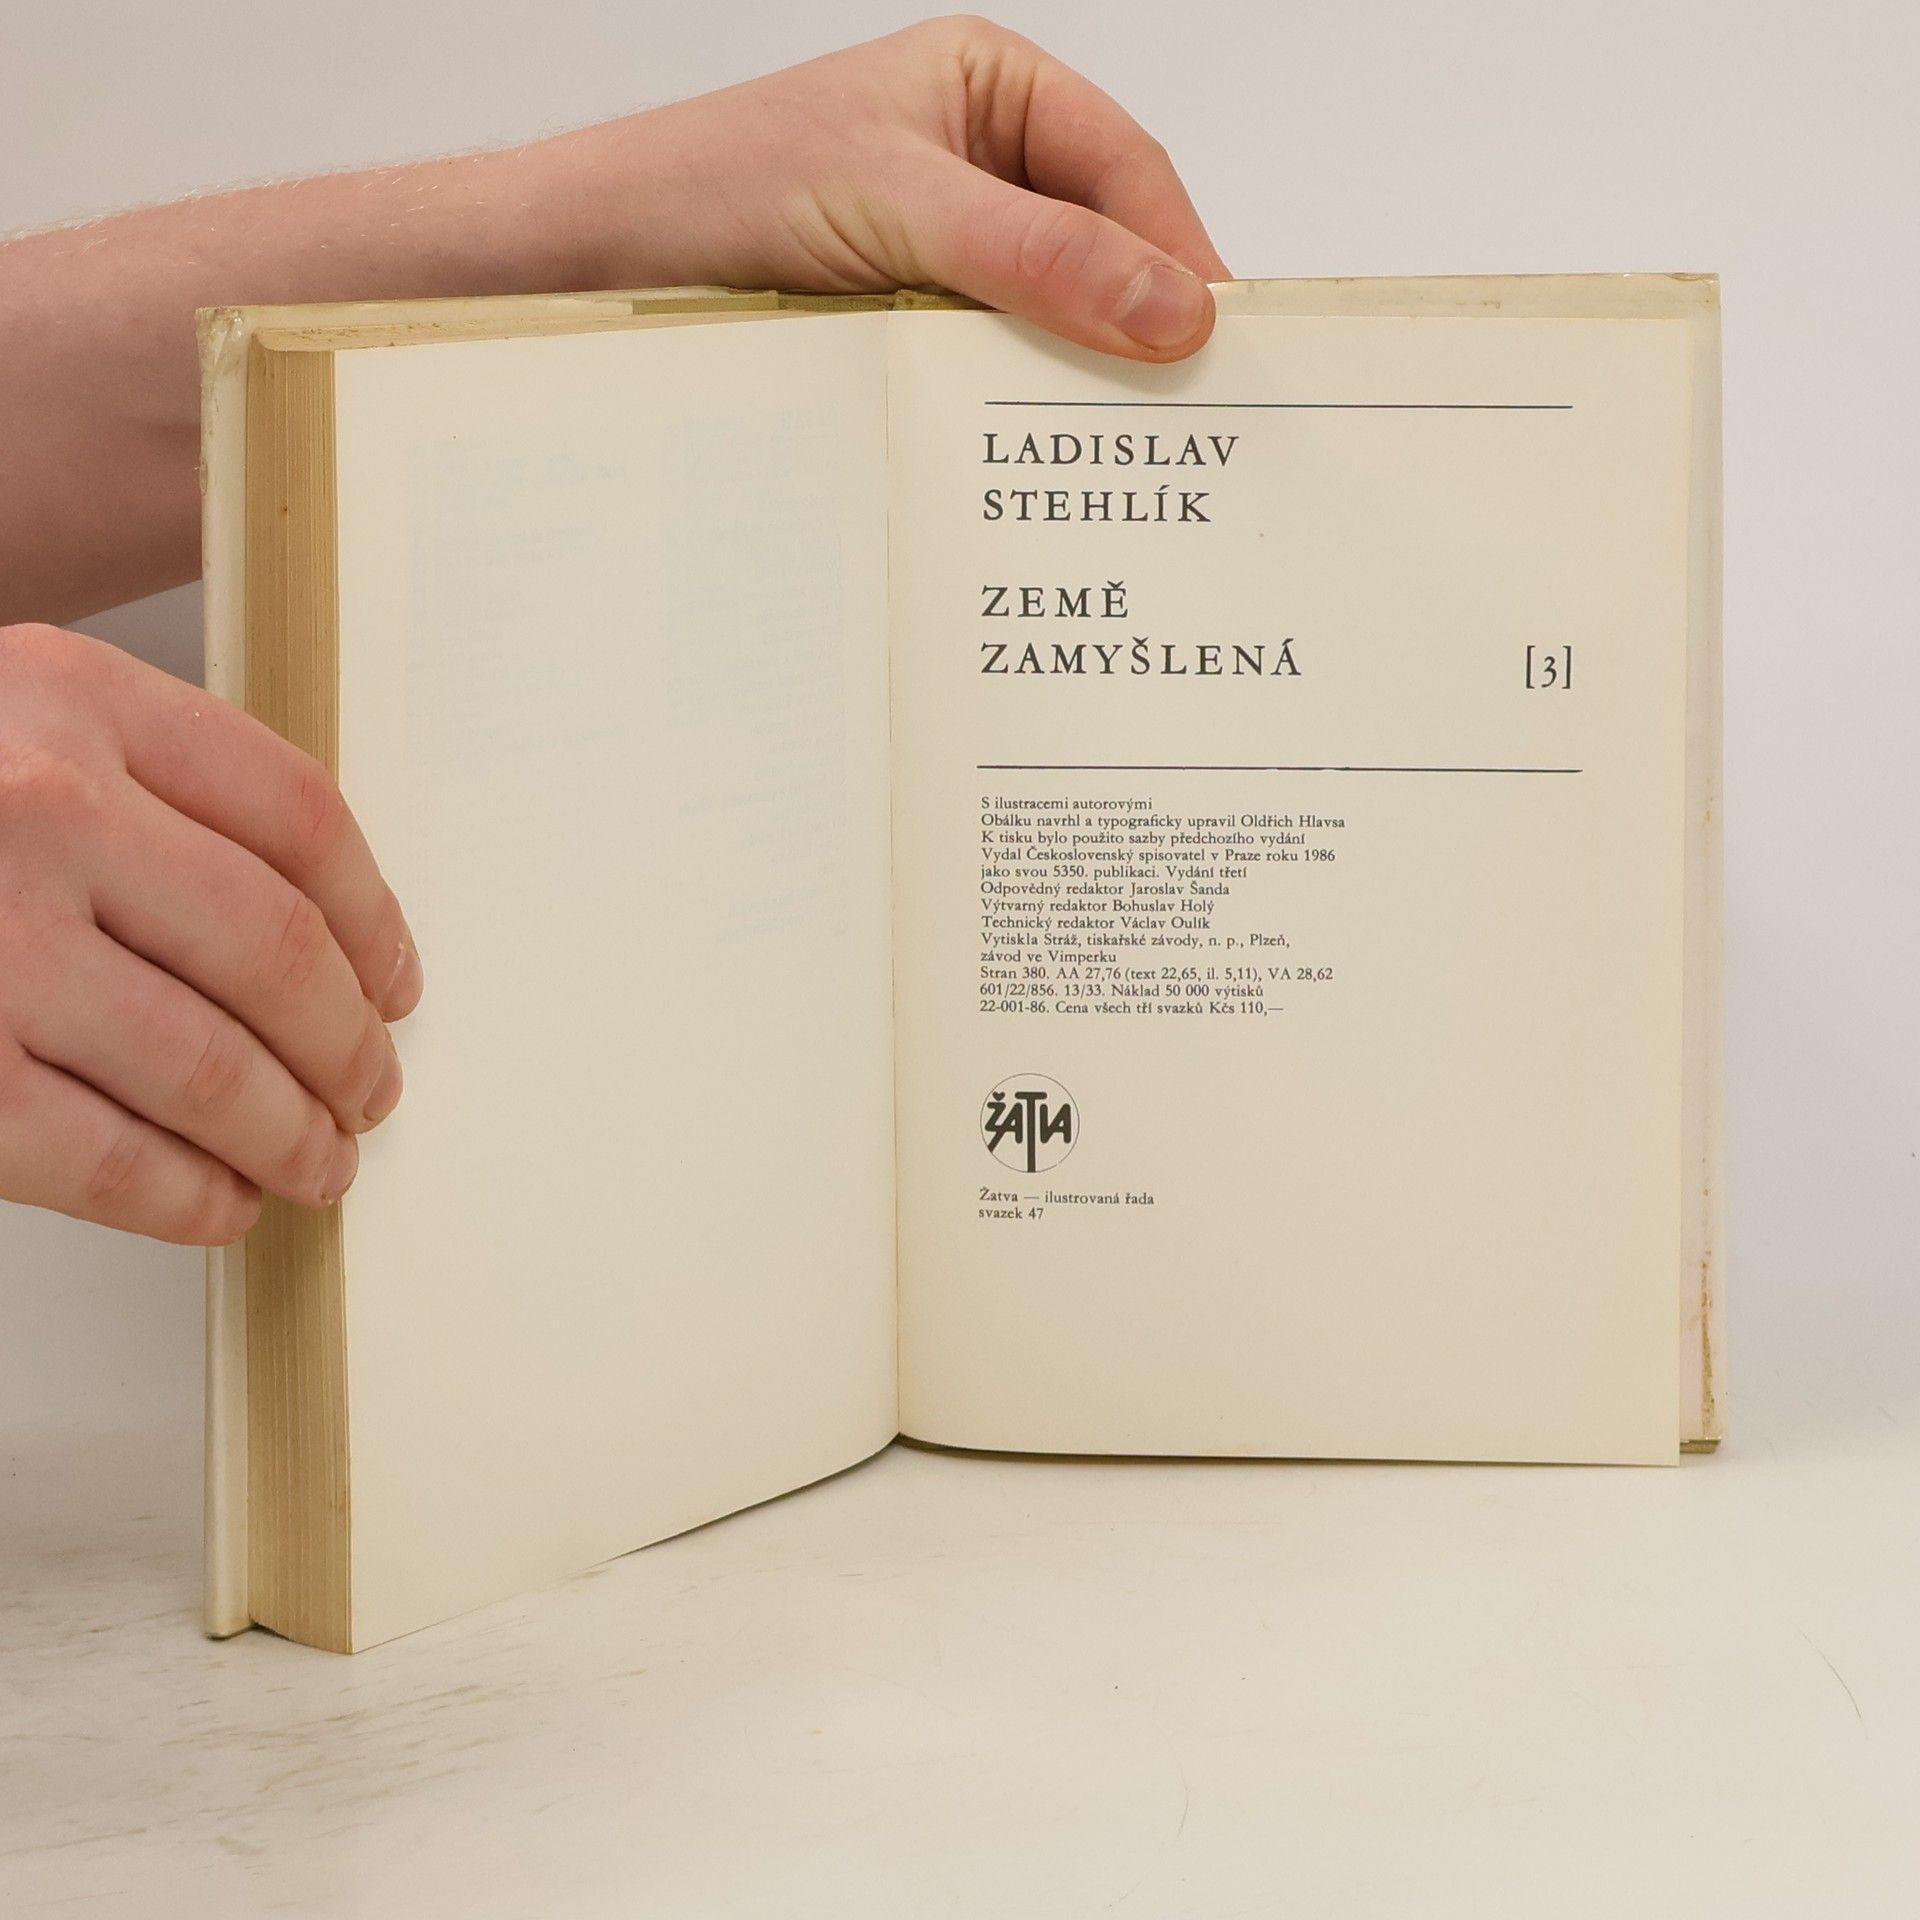 LADISLAV
STEHLÍK
ZEMĚ
ZAMYŠLENÁ [3]
S ilustracemi autorovými
Obálku navrhl a typograficky upravil Oldřich Hlavsa
K tisku bylo použito sazby předchozího vydání
Vydal Československý spisovatel v Praze roku 1986
jako svou 5350. publikaci. Vydání třetí
Odpovědný redaktor Jaroslav Šanda
Výtvarný redaktor Bohuslav Holý
Technický redaktor Václav Oulík
Vytiskla Stráž, tiskařské závody, n. p., Plzeň,
závod ve Vimperku
Stran 380. AA 27,76 (text 22,65, il. 5,11), VA 28,62
601/22/856. 13/33. Náklad 50 000 výtisků
22-001-86. Cena všech tří svazků Kčs 110,—
ŽATVA
Žatva — ilustrovaná řada
svazek 47